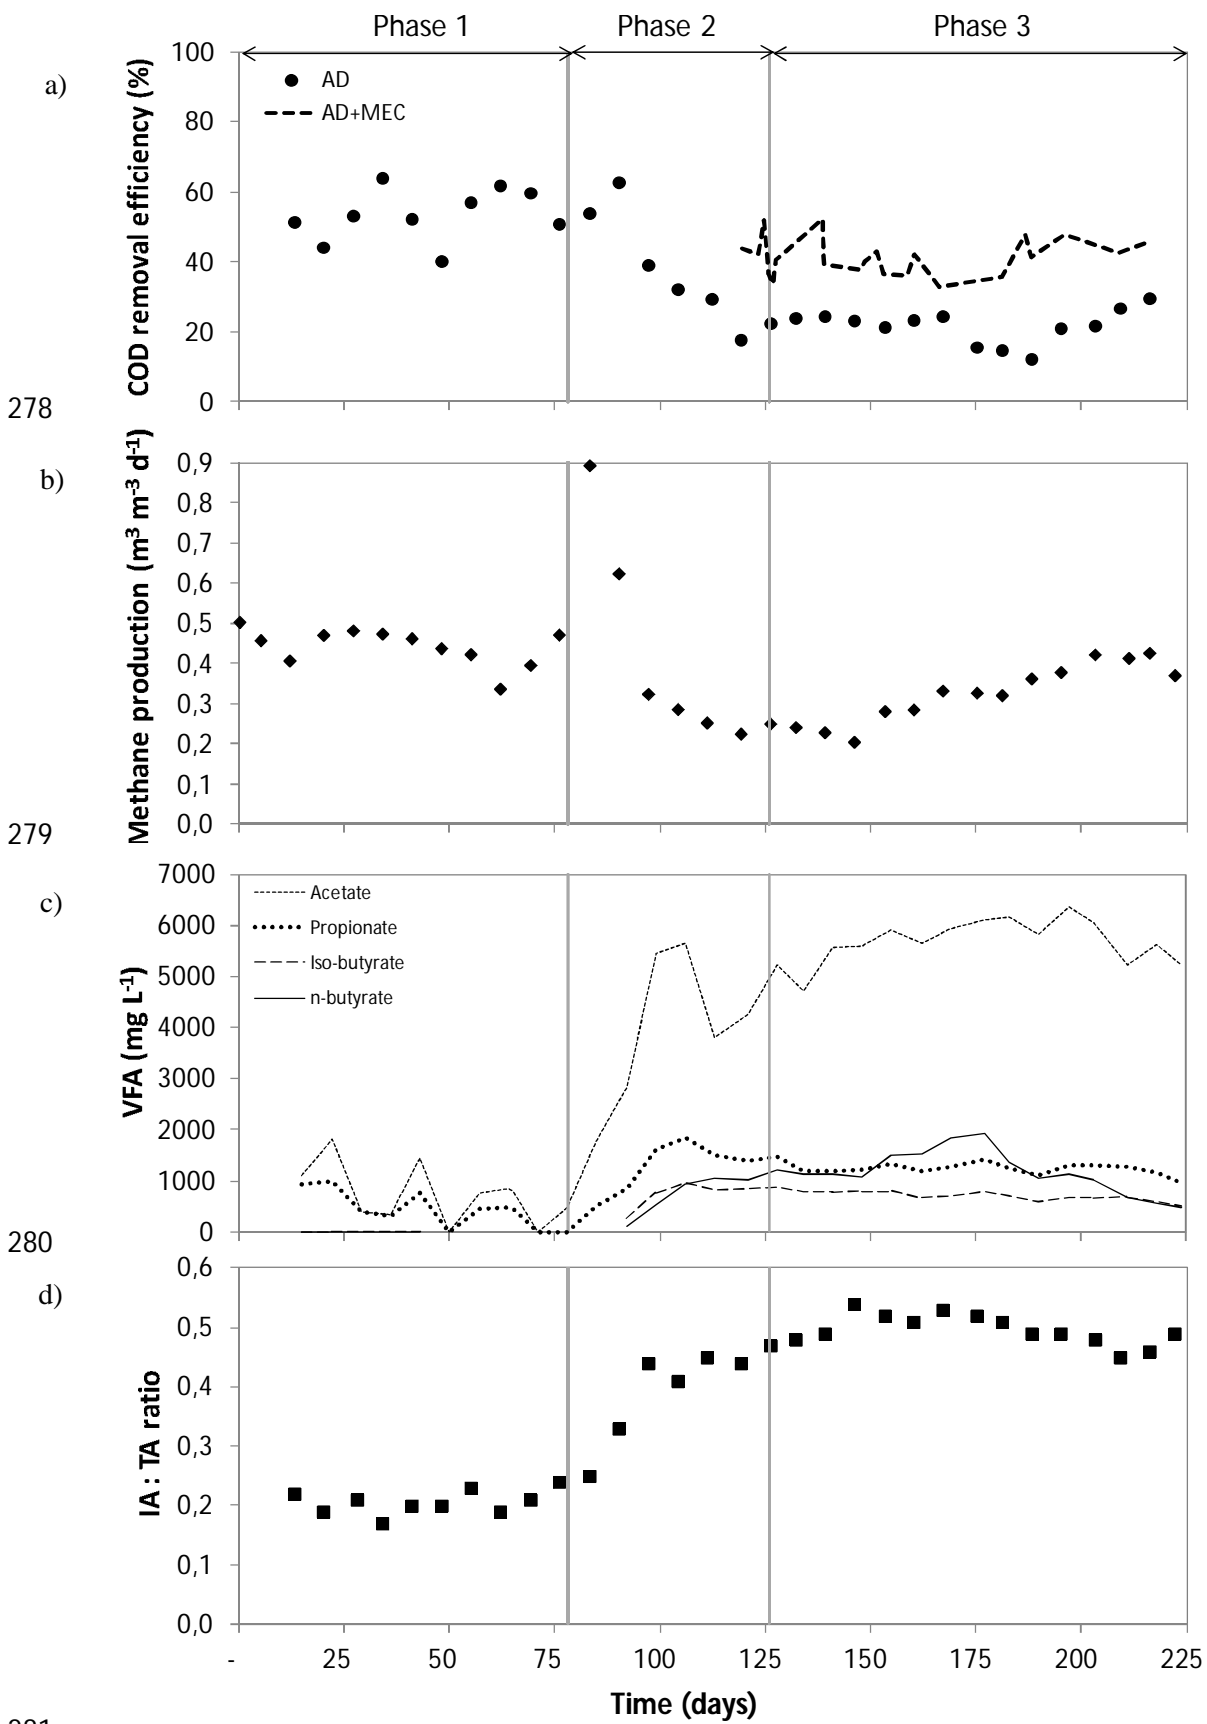 Phase 1 Phase 2 Phase 3
a)
COD removal efficiency (%)
100
80
60
40
20
0
AD
AD+MEC
278
b)
Methane production (m³ m⁻³ d⁻¹)
0,9
0,8
0,7
0,6
0,5
0,4
0,3
0,2
0,1
0,0
279
c)
VFA (mg L⁻¹)
7000
6000
5000
4000
3000
2000
1000
0
Acetate
Propionate
Iso-butyrate
n-butyrate
280
d)
IA : TA ratio
0,6
0,5
0,4
0,3
0,2
0,1
0,0
- 25 50 75 100 125 150 175 200 225
Time (days)